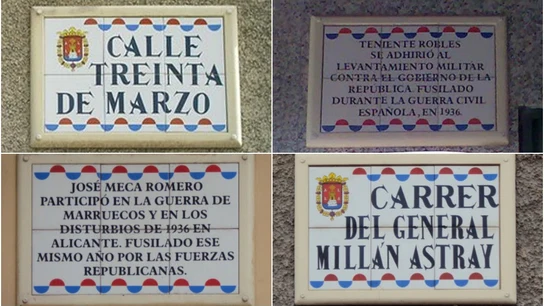 CALLE
TREINTA
DE MARZO
TENIENTE ROBLES
SE ADHIRIÓ AL
LEVANTAMIENTO MILITAR
CONTRA EL GOBIERNO DE LA
REPUBLICA. FUSILADO
DURANTE LA GUERRA CIVIL
ESPAÑOLA, EN 1936.
JOSÉ MECA ROMERO
PARTICIPÓ EN LA GUERRA DE
MARRUECOS Y EN LOS
DISTURBIOS DE 1936 EN
ALICANTE. FUSILADO ESE
MISMO AÑO POR LAS FUERZAS
REPUBLICANAS.
CARRER
DEL GENERAL
MILLÁN ASTRAY